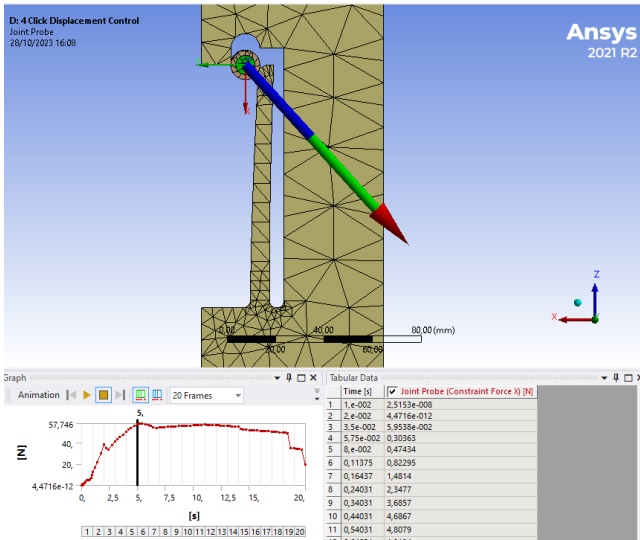 D: 4 Click Displacement Control
Joint Probe
28/10/2023 16:08
Ansys
2021 R2
X
Z
X
0,00
20,00
40,00
60,00
80,00 (mm)
Graph
Animation
20 Frames
57,746
40,
20,
4,4716e-12
[N]
5,
0,
2,5
5,
7,5
10,
12,5
15,
17,5
20,
[s]
1 2 3 4 5 6 7 8 9 10 11 12 13 14 15 16 17 18 19 20
Tabular Data
Time [s] Joint Probe (Constraint Force X) [N]
1 1,e-002 2,5153e-008
2 2,e-002 4,4716e-012
3 3,5e-002 5,9538e-002
4 5,75e-002 0,30363
5 8,e-002 0,47434
6 0,11375 0,82295
7 0,16437 1,4814
8 0,24031 2,3477
9 0,34031 3,6857
10 0,44031 4,6867
11 0,54031 4,8079